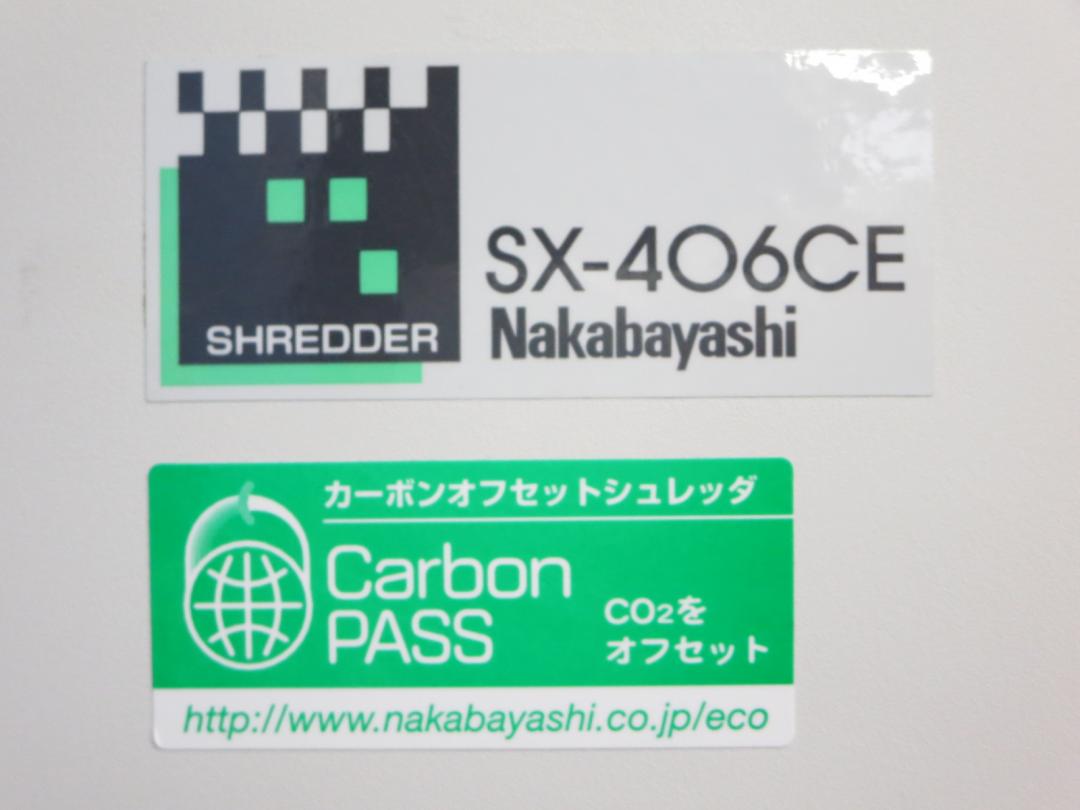 SHREDDER
SX-406CE
Nakabayashi
カーボンオフセットシュレッダ
Carbon
PASS
CO2を
オフセット
http://www.nakabayashi.co.jp/eco